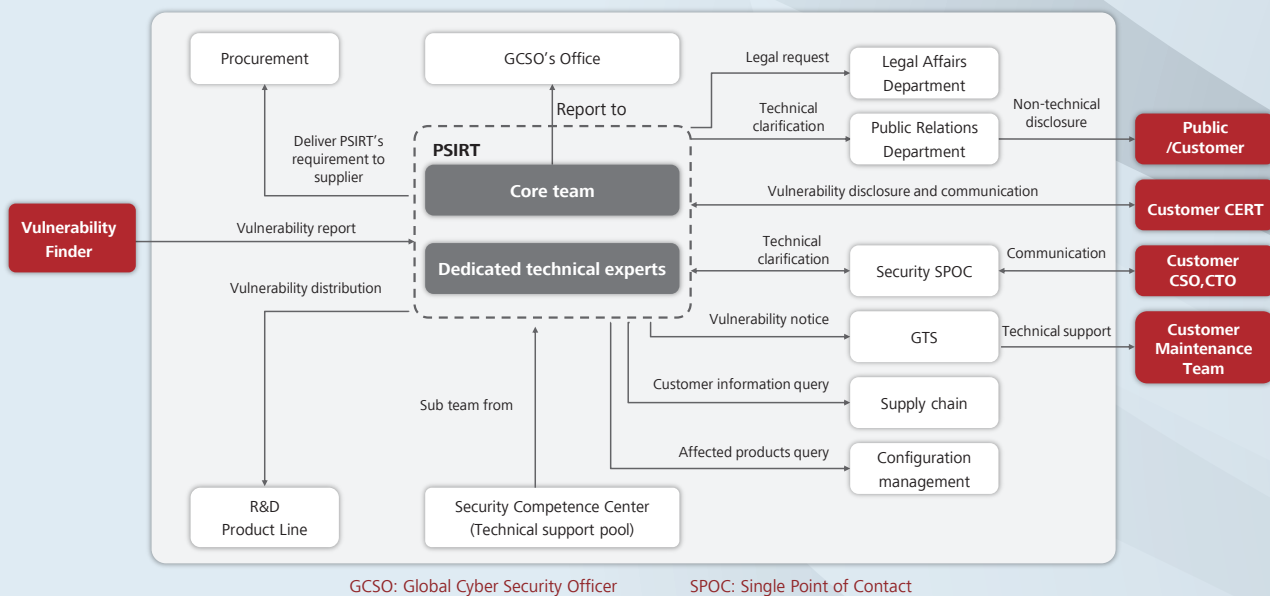 Procurement
GCSO's Office
Legal request
Legal Affairs
Department
Report to
Technical
clarification
Public Relations
Department
Non-technical
disclosure
Public
/Customer
Deliver PSIRT's
requirement to
supplier
PSIRT
Core team
Vulnerability disclosure and communication
Customer CERT
Vulnerability
Finder
Vulnerability report
Dedicated technical experts
Technical
clarification
Security SPOC
Communication
Customer
CSO,CTO
Vulnerability distribution
Vulnerability notice
GTS
Technical support
Customer
Maintenance
Team
Sub team from
Customer information query
Supply chain
Affected products query
Configuration
management
R&D
Product Line
Security Competence Center
(Technical support pool)
GCSO: Global Cyber Security Officer
SPOC: Single Point of Contact